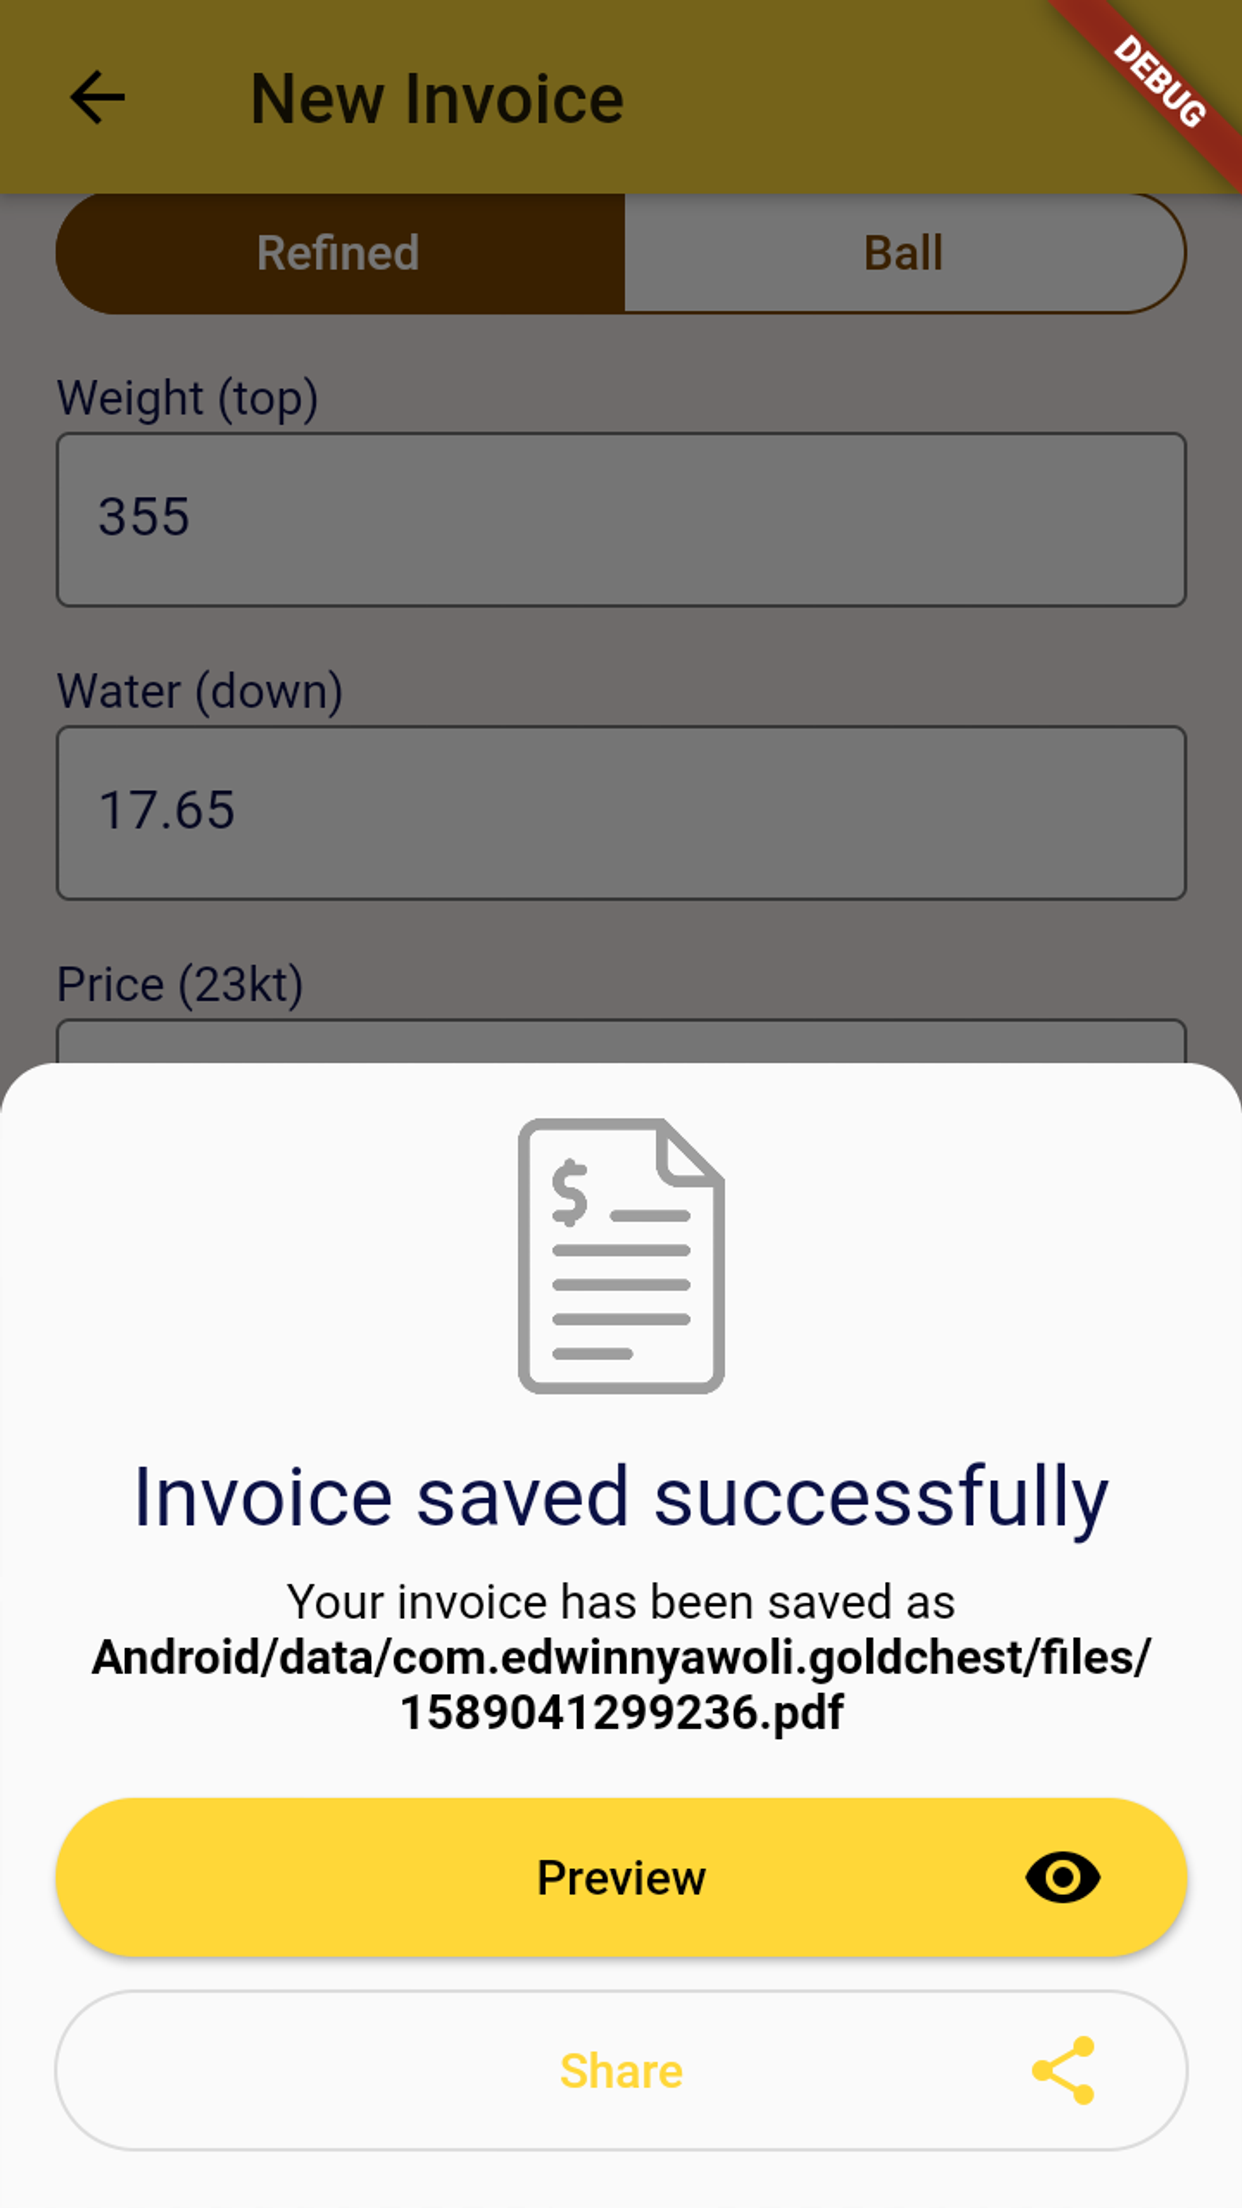 New Invoice
DEBUG
Refined
Ball
Weight (top)
355
Water (down)
17.65
Price (23kt)
$
Invoice saved successfully
Your invoice has been saved as
Android/data/com.edwinnyawoli.goldchest/files/
1589041299236.pdf
Preview
Share